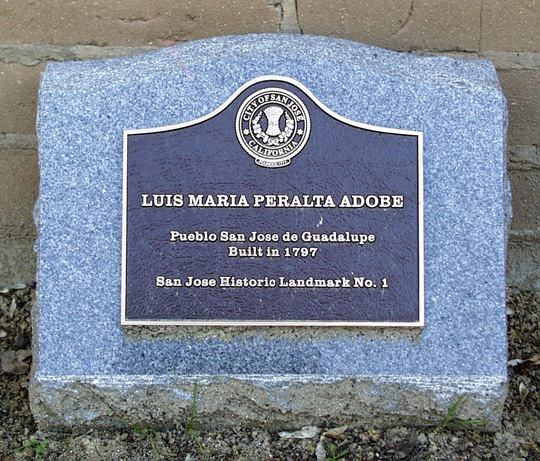 CITY OF SAN JOSE
CALIFORNIA
LUIS MARIA PERALTA ADOBE
Pueblo San Jose de Guadalupe
Built in 1797
San Jose Historic Landmark No. 1